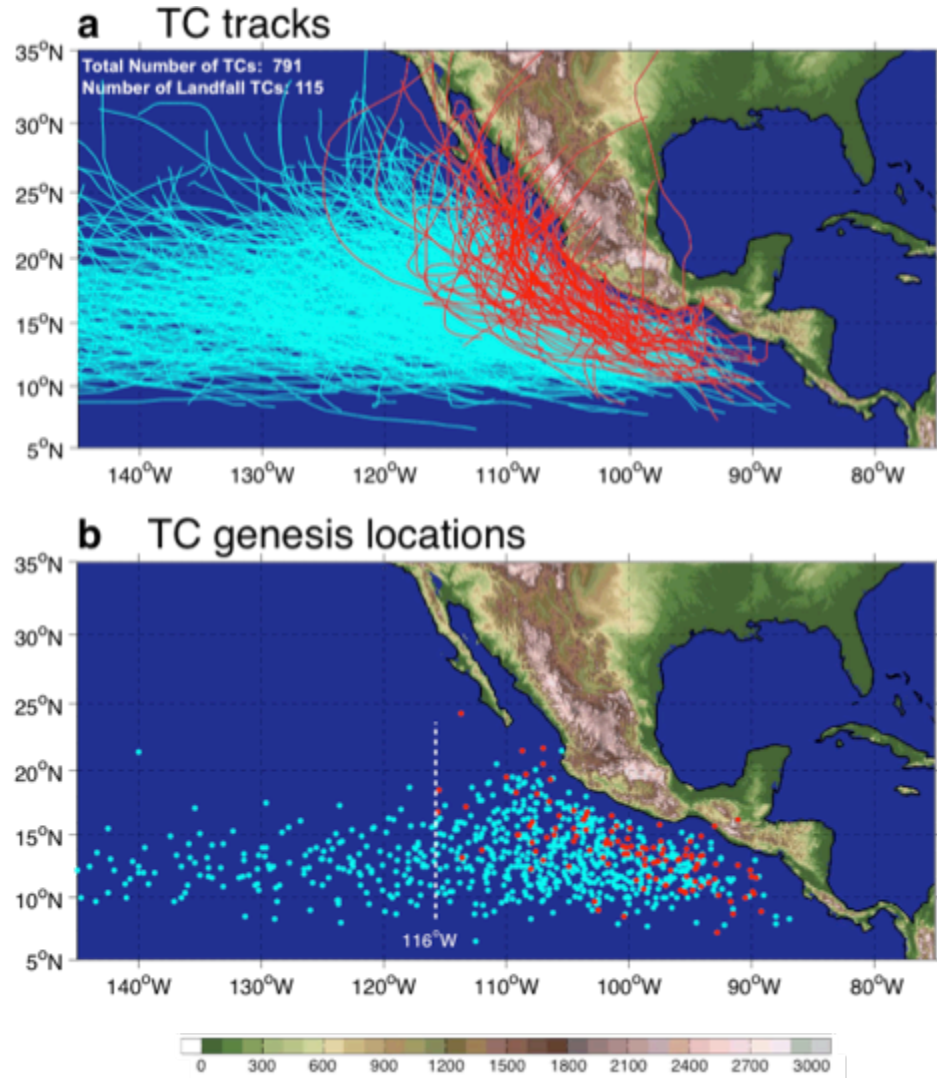 a TC tracks
Total Number of TCs: 791
Number of Landfall TCs: 115
35°N
30°N
25°N
20°N
15°N
10°N
5°N
140°W 130°W 120°W 110°W 100°W 90°W 80°W
b TC genesis locations
35°N
30°N
25°N
20°N
15°N
10°N
5°N
116°W
140°W 130°W 120°W 110°W 100°W 90°W 80°W
0 300 600 900 1200 1500 1800 2100 2400 2700 3000